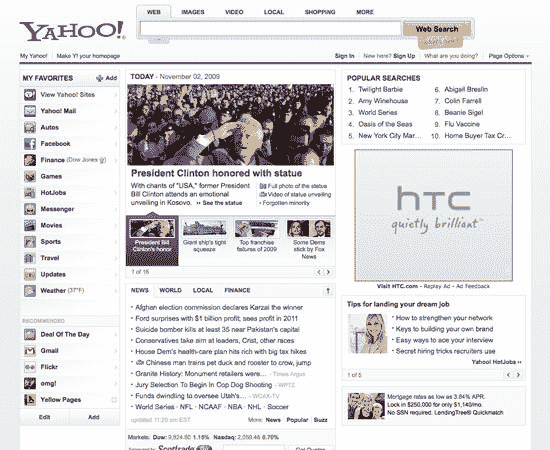 WEB IMAGES VIDEO LOCAL SHOPPING MORE
YAHOO!
Web Search
My Yahoo! Make Y! your homepage
Sign In New here? Sign Up What are you doing? Page Options
MY FAVORITES Add
View Yahoo! Sites
Yahoo! Mail
Autos
Facebook
Finance (Dow Jones)
Games
HotJobs
Messenger
Movies
Sports
Travel
Updates
Weather (37°F)
RECOMMENDED
Deal Of The Day
Gmail
Flickr
omg!
Yellow Pages
Edit Add
TODAY - November 02, 2009
President Clinton honored with statue
With chants of "USA," former President
Bill Clinton attends an emotional
unveiling in Kosovo. » See the statue
Full photo of the statue
Video of statue unveiling
Forgotten minority
President Bill
Clinton's honor
Giant ship's tight
squeeze
Top franchise
features of 2009
Some Dems
stick by Fox
News
1 of 16
NEWS WORLD LOCAL FINANCE
• Afghan election commission declares Karzai the winner
• Ford surprises with $1 billion profit; sees profit in 2011
• Suicide bomber kills at least 35 near Pakistan's capital
• Conservatives take aim at leaders, Crist, other races
• House Dem's health-care plan hits rich with big tax hikes
• Chinese man trains pet duck and rooster to crow, jump
• Granite History: Monument retailers were... - Times Argus
• Jury Selection To Begin In Cop Dog Shooting - WPTZ
• Funds dwindling to oversee Utah's... - WCAX-TV
• World Series · NFL · NCAAF · NBA · NHL · Soccer
updated 11:20 am EST More: News Popular Buzz
Markets: Dow: 1.19% Nasdaq: 0.70%
Scottrade
Get Quotes
POPULAR SEARCHES
1. Twilight Barbie
2. Amy Winehouse
3. World Series
4. Oasis of the Seas
5. New York City Mar...
6. Abigail Breslin
7. Colin Farrell
8. Beanie Sigel
9. Flu Vaccine
10. Home Buyer Tax Cr...
htc
quietly brilliant™
Visit HTC.com - Replay Ad - Ad Feedback
Tips for landing your dream job
• How to strengthen your network
• Keys to building your own brand
• Easy ways to ace your interview
• Secret hiring tricks recruiters use
Yahoo! HotJobs »
1 of 5
Mortgage rates as low as 3.84% APR.
Lock in $250,000 for only $1,140/mo.
No SSN required. LendingTree® Quickmatch